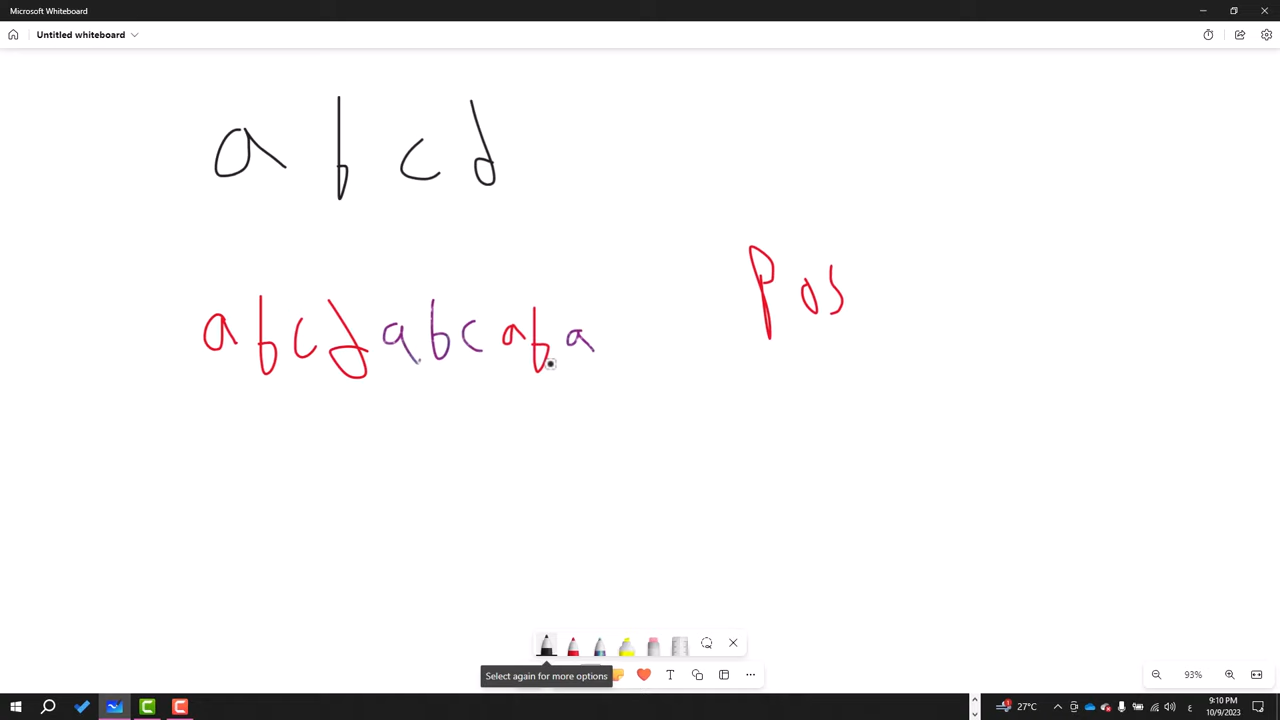 Microsoft Whiteboard
Untitled whiteboard
a b c d
Pos
a b c d a b c a b a
Select again for more options
93%
27°C
ع
9:10 PM
10/9/2023